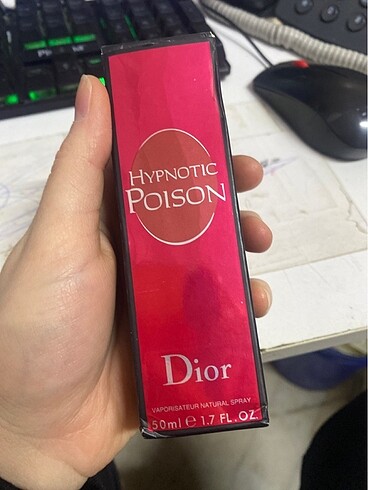 HYPNOTIC
POISON
Dior
VAPORISATEUR NATURAL SPRAY
50ml ℮ 1.7 FL. OZ.